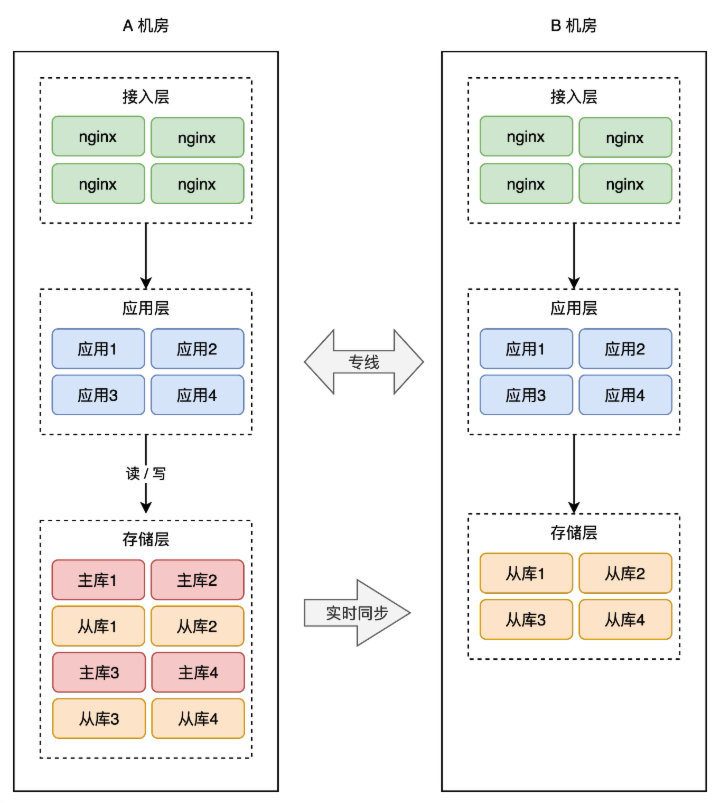 A 机房
B 机房
接入层
nginx nginx
nginx nginx
应用层
应用1 应用2
应用3 应用4
读 / 写
存储层
主库1 主库2
从库1 从库2
主库3 主库4
从库3 从库4
专线
实时同步
接入层
nginx nginx
nginx nginx
应用层
应用1 应用2
应用3 应用4
存储层
从库1 从库2
从库3 从库4